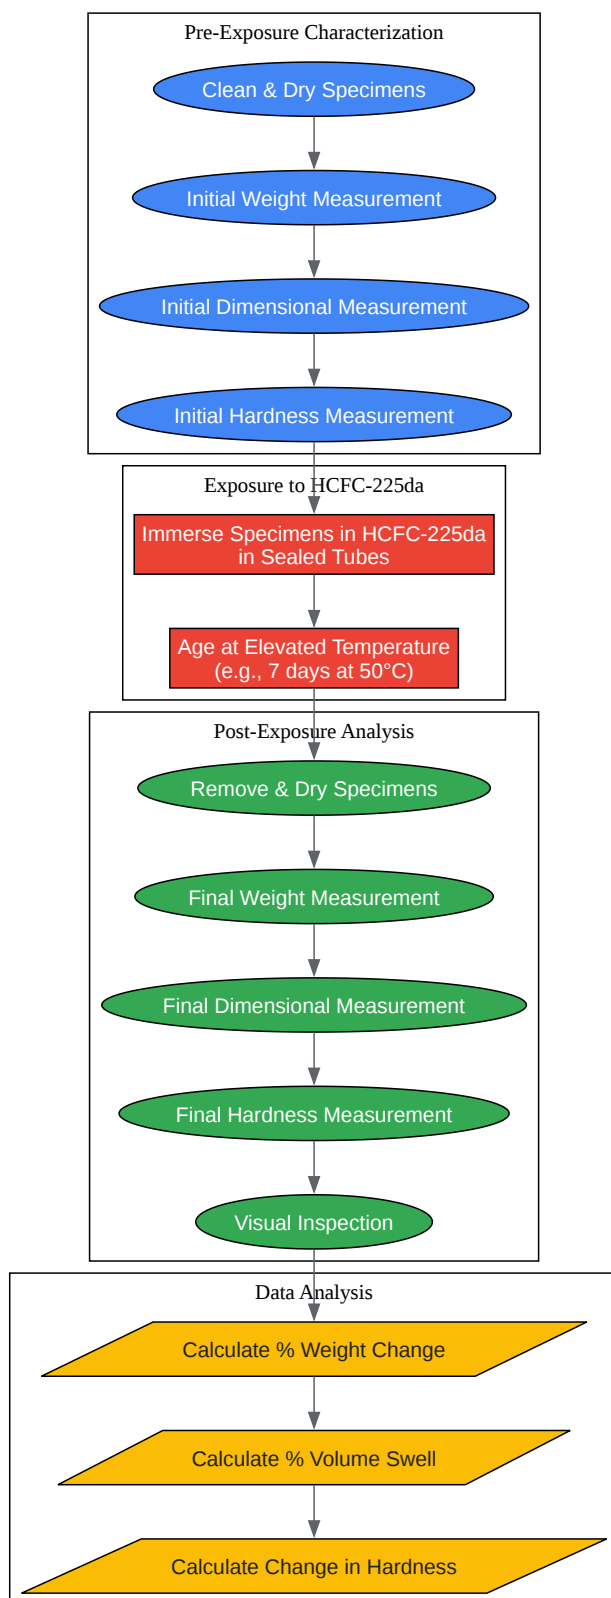 Pre-Exposure Characterization
Clean & Dry Specimens
Initial Weight Measurement
Initial Dimensional Measurement
Initial Hardness Measurement
Exposure to HCFC-225da
Immerse Specimens in HCFC-225da
in Sealed Tubes
Age at Elevated Temperature
(e.g., 7 days at 50°C)
Post-Exposure Analysis
Remove & Dry Specimens
Final Weight Measurement
Final Dimensional Measurement
Final Hardness Measurement
Visual Inspection
Data Analysis
Calculate % Weight Change
Calculate % Volume Swell
Calculate Change in Hardness